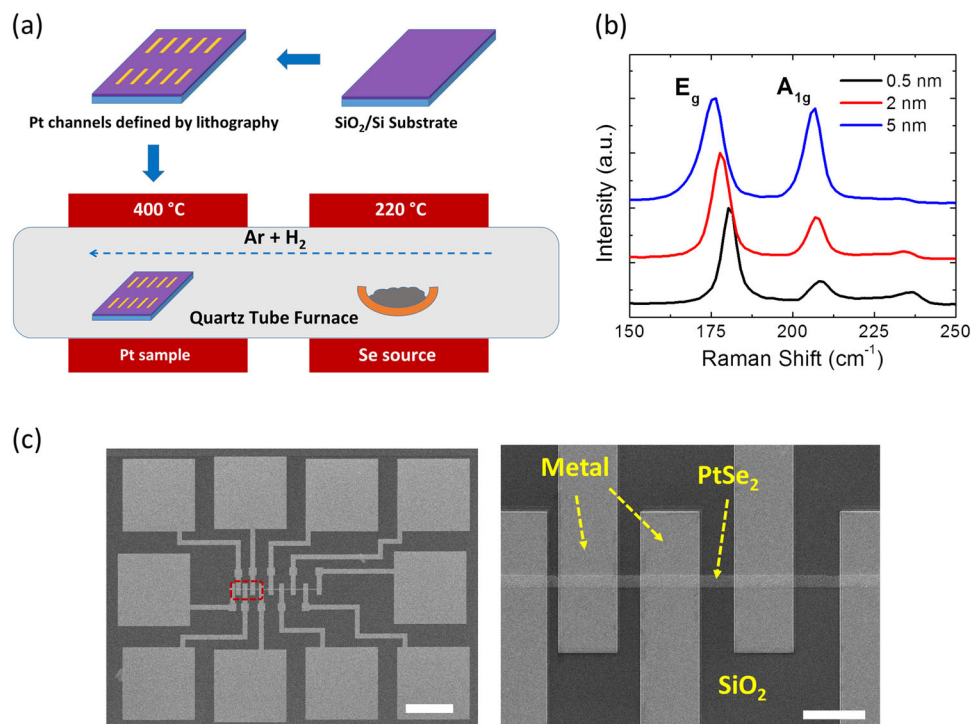 (a)
Pt channels defined by lithography
SiO₂/Si Substrate
400 °C
220 °C
Ar + H₂
Quartz Tube Furnace
Pt sample
Se source
(b)
E_g
A_1g
0.5 nm
2 nm
5 nm
Intensity (a.u.)
150 175 200 225 250
Raman Shift (cm⁻¹)
(c)
Metal
PtSe₂
SiO₂